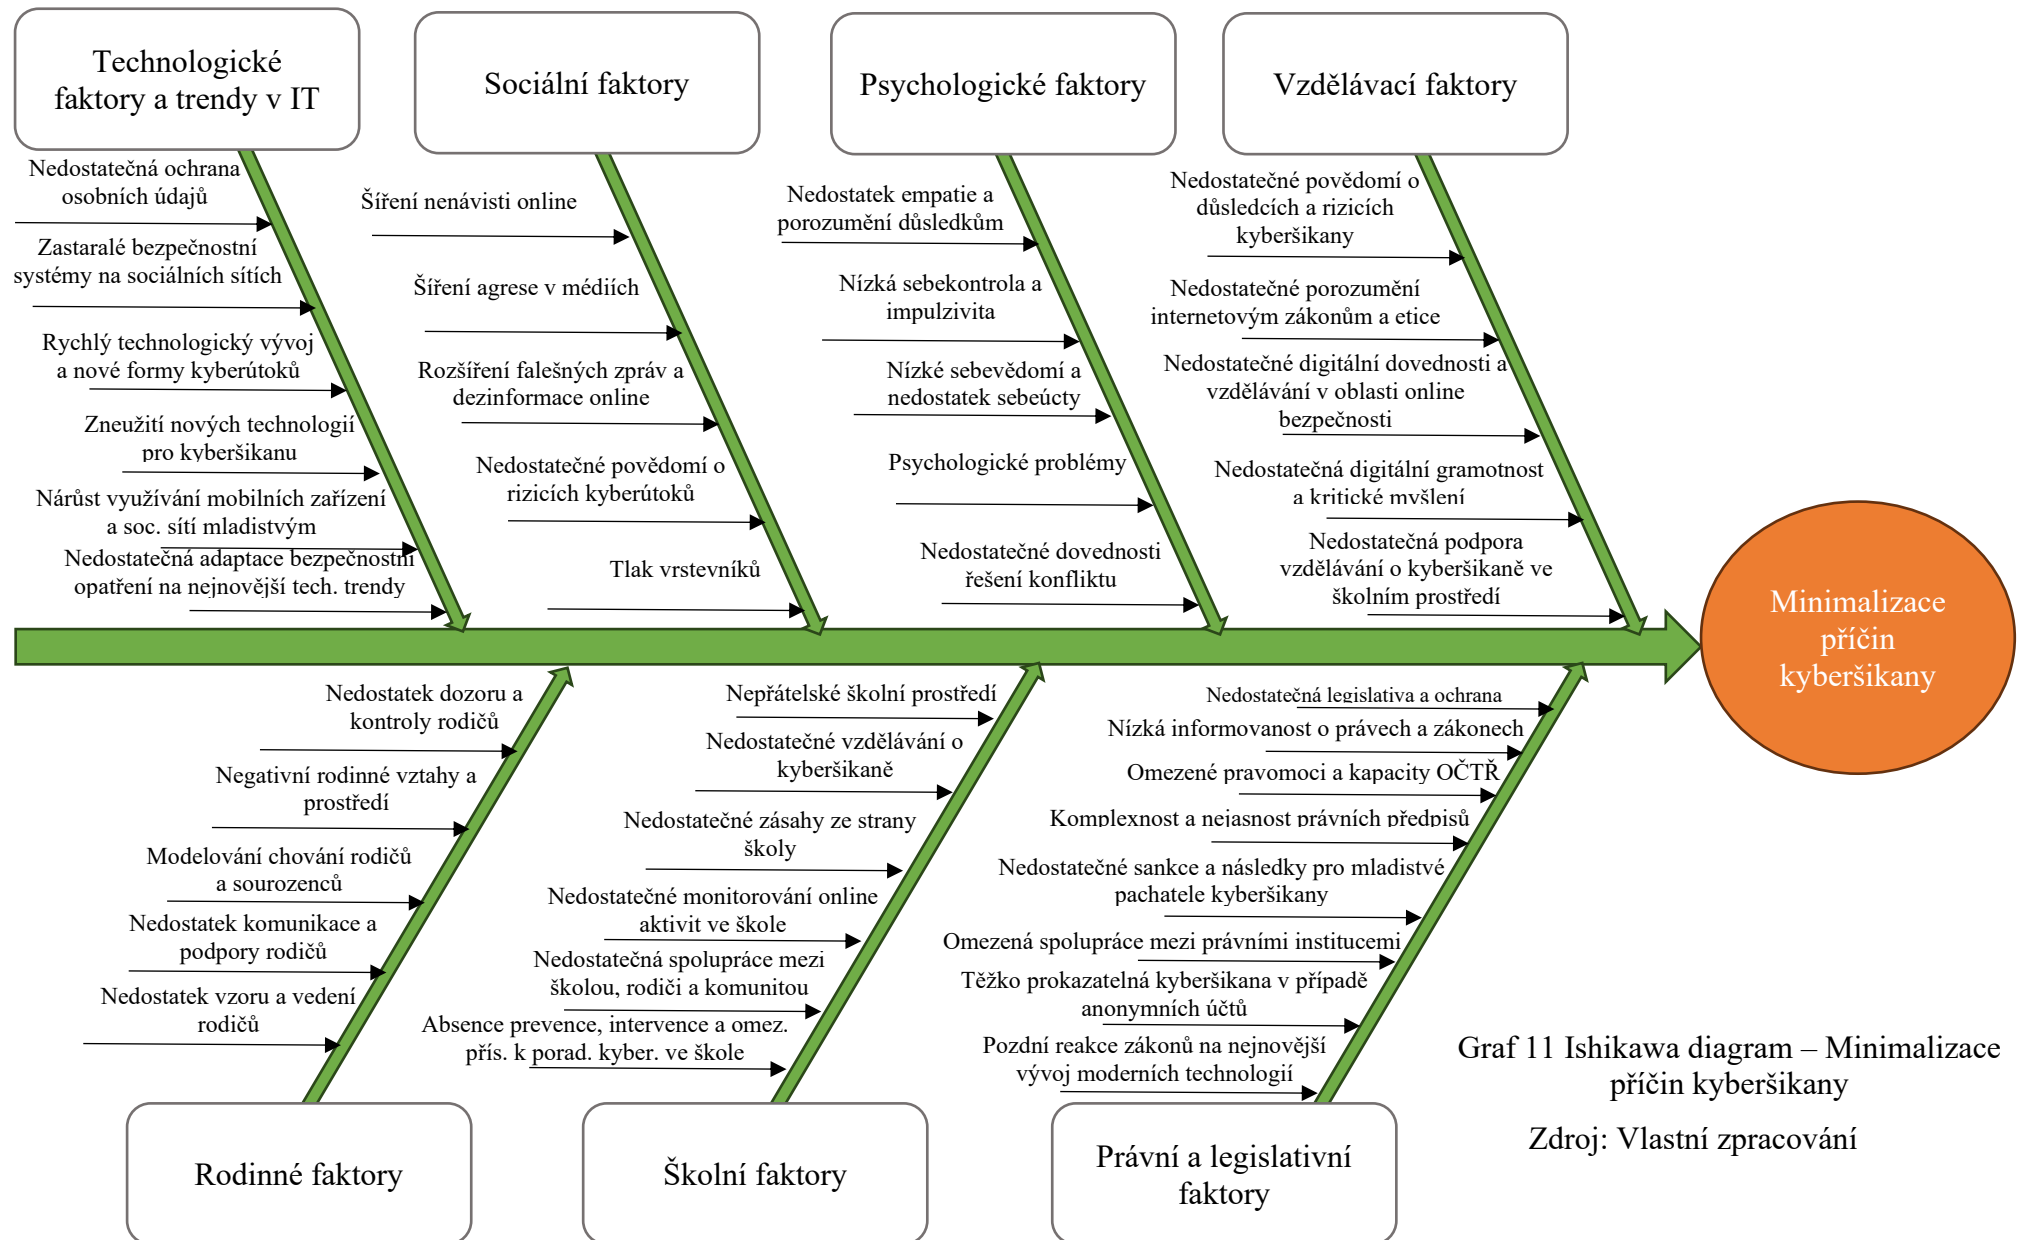 Technologické
faktory a trendy v IT
Sociální faktory
Psychologické faktory
Vzdělávací faktory
Nedostatečná ochrana
osobních údajů
Zastaralé bezpečnostní
systémy na sociálních sítích
Rychlý technologický vývoj
a nové formy kyberútoků
Zneužití nových technologií
pro kyberšikanu
Nárůst využívání mobilních zařízení
a soc. sítí mladistvým
Nedostatečná adaptace bezpečnostní
opatření na nejnovější tech. trendy
Šíření nenávisti online
Šíření agrese v médiích
Rozšíření falešných zpráv a
dezinformace online
Nedostatečné povědomí o
rizicích kyberútoků
Tlak vrstevníků
Nedostatek empatie a
porozumění důsledkům
Nízká sebekontrola a
impulzivita
Nízké sebevědomí a
nedostatek sebeúcty
Psychologické problémy
Nedostatečné dovednosti
řešení konfliktu
Nedostatečné povědomí o
důsledcích a rizicích
kyberšikany
Nedostatečné porozumění
internetovým zákonům a etice
Nedostatečné digitální dovednosti a
vzdělávání v oblasti online
bezpečnosti
Nedostatečná digitální gramotnost
a kritické myšlení
Nedostatečná podpora
vzdělávání o kyberšikaně ve
školním prostředí
Minimalizace
příčin
kyberšikany
Nedostatek dozoru a
kontroly rodičů
Negativní rodinné vztahy a
prostředí
Modelování chování rodičů
a sourozenců
Nedostatek komunikace a
podpory rodičů
Nedostatek vzoru a vedení
rodičů
Nepřátelské školní prostředí
Nedostatečné vzdělávání o
kyberšikaně
Nedostatečné zásahy ze strany
školy
Nedostatečné monitorování online
aktivit ve škole
Nedostatečná spolupráce mezi
školou, rodiči a komunitou
Absence prevence, intervence a omez.
přís. k porad. kyber. ve škole
Nedostatečná legislativa a ochrana
Nízká informovanost o právech a zákonech
Omezené pravomoci a kapacity OČTŘ
Komplexnost a nejasnost právních předpisů
Nedostatečné sankce a následky pro mladistvé
pachatele kyberšikany
Omezená spolupráce mezi právními institucemi
Těžko prokazatelná kyberšikana v případě
anonymních účtů
Pozdní reakce zákonů na nejnovější
vývoj moderních technologií
Rodinné faktory
Školní faktory
Právní a legislativní
faktory
Graf 11 Ishikawa diagram – Minimalizace
příčin kyberšikany
Zdroj: Vlastní zpracování